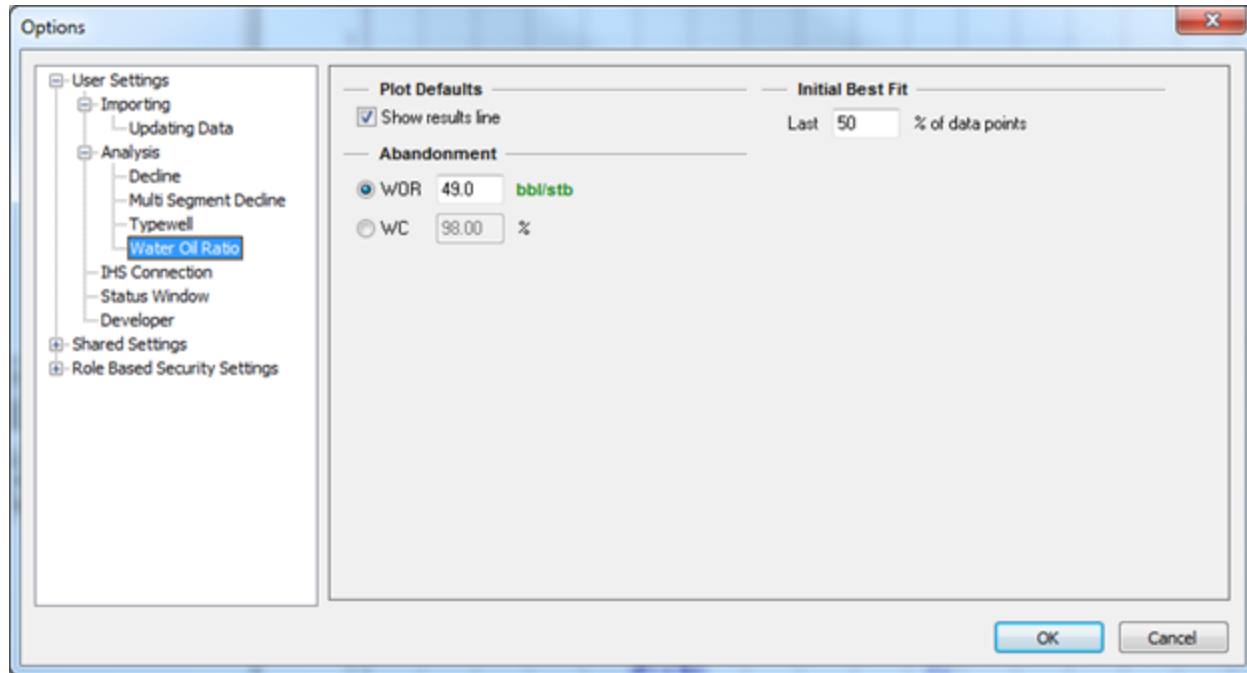 Options
User Settings
Importing
Updating Data
Analysis
Decline
Multi Segment Decline
Typewell
Water Oil Ratio
IHS Connection
Status Window
Developer
Shared Settings
Role Based Security Settings
Plot Defaults
Show results line
Abandonment
WOR 49.0 bbl/stb
WC 98.00 %
Initial Best Fit
Last 50 % of data points
OK Cancel